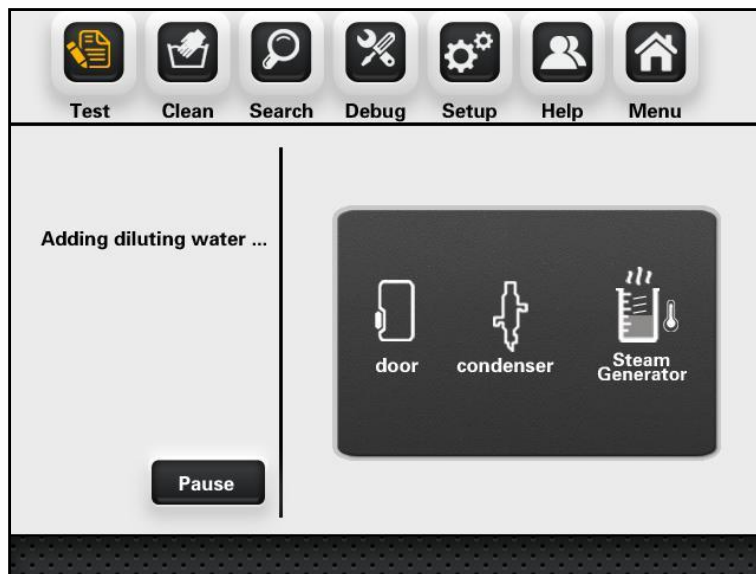 Test Clean Search Debug Setup Help Menu
Adding diluting water ...
door condenser Steam
Generator
Pause